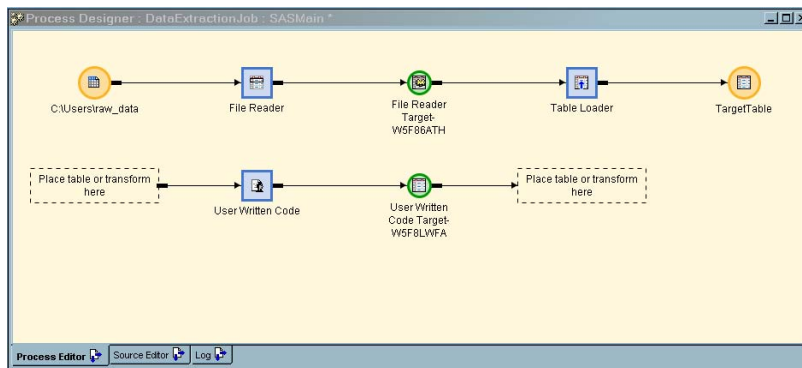 Process Designer : DataExtractionJob : SASMain *
C:\Users\raw_data
File Reader
File Reader
Target-
W5F86ATH
Table Loader
TargetTable
Place table or transform
here
User Written Code
User Written
Code Target-
W5F8LWFA
Place table or transform
here
Process Editor
Source Editor
Log